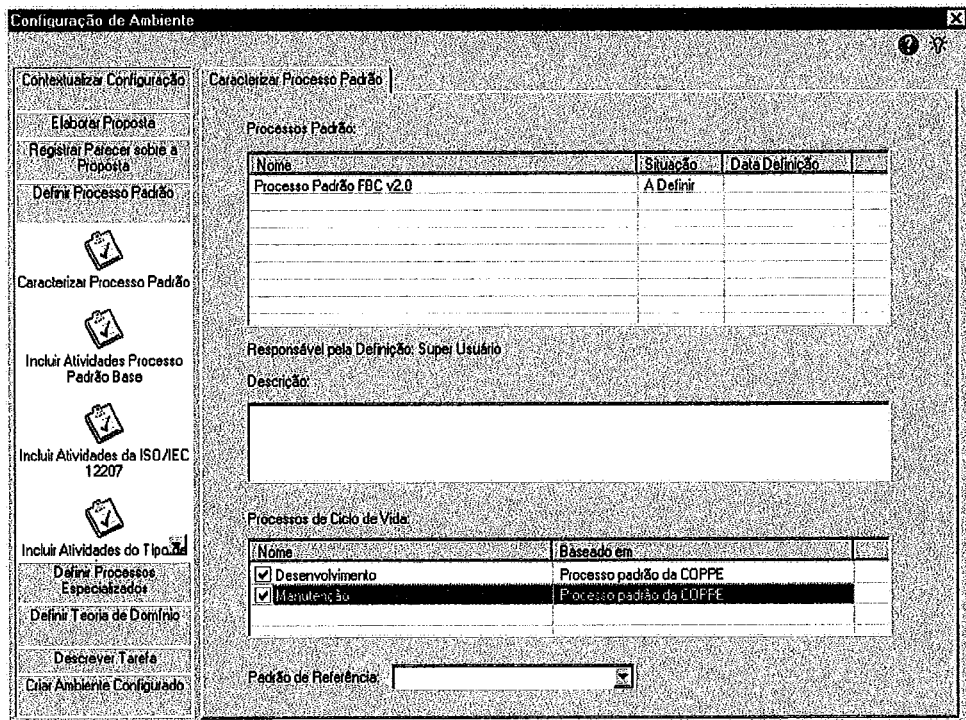 Configuração de Ambiente
Contextualizar Configuração
Elaborar Proposta
Registrar Parecer sobre a
Proposta
Definir Processo Padrão
Caracterizar Processo Padrão
Incluir Atividades Processo
Padrão Base
Incluir Atividades da ISO/IEC
12207
Incluir Atividades do Tipo de
Definir Processos
Especializados
Definir Teoria de Domínio
Descrever Tarefa
Criar Ambiente Configurado
Caracterizar Processo Padrão
Processos Padrão:
Nome Situação Data Definição
Processo Padrão FBC v2.0 A Definir
Responsável pela Definição: Super Usuário
Descrição:
Processos de Ciclo de Vida:
Nome Baseado em
Desenvolvimento Processo padrão da COPPE
Manutenção Processo padrão da COPPE
Padrão de Referência: